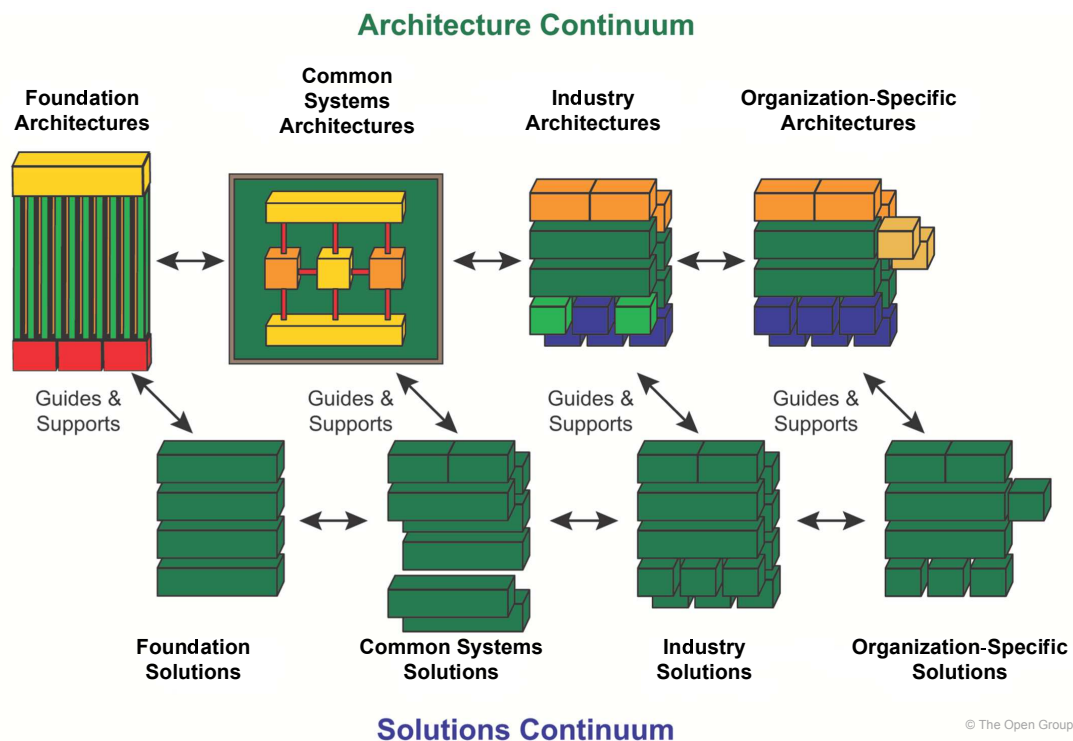 Architecture Continuum
Foundation
Architectures
Common
Systems
Architectures
Industry
Architectures
Organization-Specific
Architectures
Guides &
Supports
Guides &
Supports
Guides &
Supports
Guides &
Supports
Foundation
Solutions
Common Systems
Solutions
Industry
Solutions
Organization-Specific
Solutions
Solutions Continuum
© The Open Group